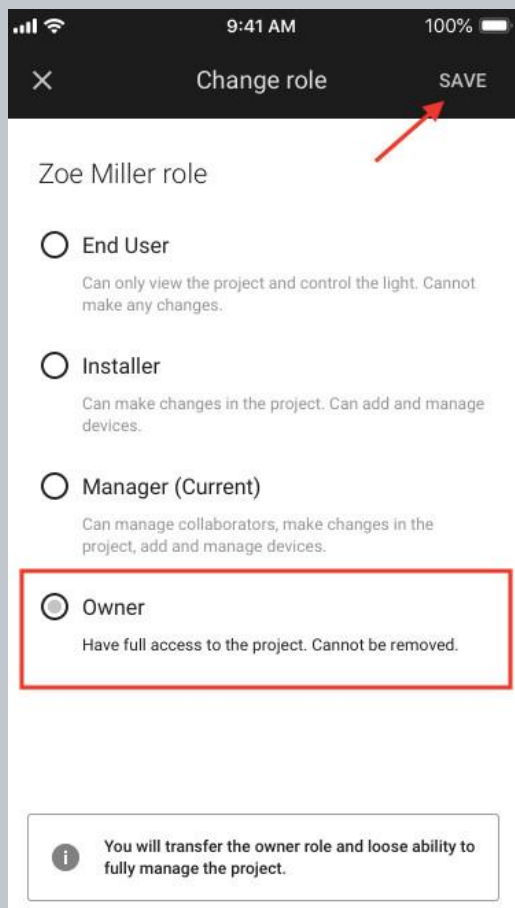 9:41 AM
100%
Change role
SAVE
Zoe Miller role
End User
Can only view the project and control the light. Cannot
make any changes.
Installer
Can make changes in the project. Can add and manage
devices.
Manager (Current)
Can manage collaborators, make changes in the
project, add and manage devices.
Owner
Have full access to the project. Cannot be removed.
You will transfer the owner role and loose ability to
fully manage the project.